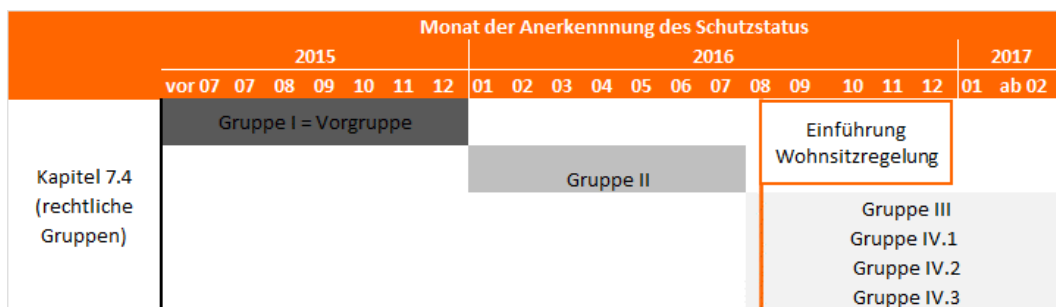 Monat der Anerkennnung des Schutzstatus
2015 2016 2017
vor 07 07 08 09 10 11 12 01 02 03 04 05 06 07 08 09 10 11 12 01 ab 02
Gruppe I = Vorgruppe
Einführung
Wohnsitzregelung
Gruppe II
Kapitel 7.4
(rechtliche
Gruppen)
Gruppe III
Gruppe IV.1
Gruppe IV.2
Gruppe IV.3